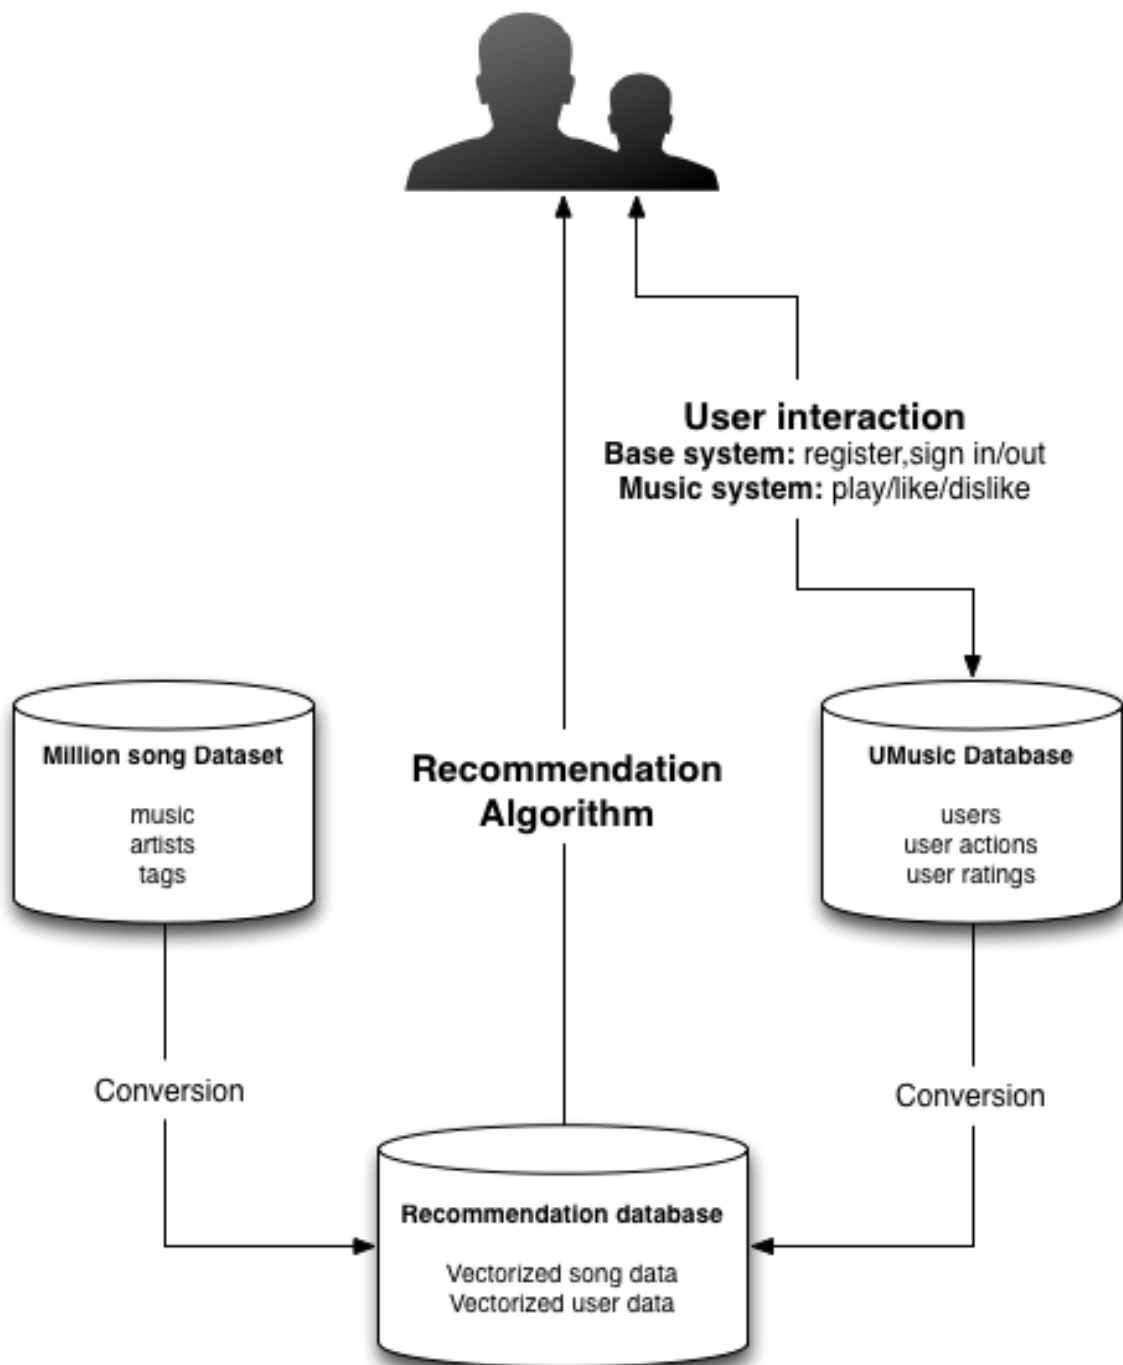 User interaction
Base system: register,sign in/out
Music system: play/like/dislike
Million song Dataset
music
artists
tags
Recommendation
Algorithm
UMusic Database
users
user actions
user ratings
Conversion
Conversion
Recommendation database
Vectorized song data
Vectorized user data